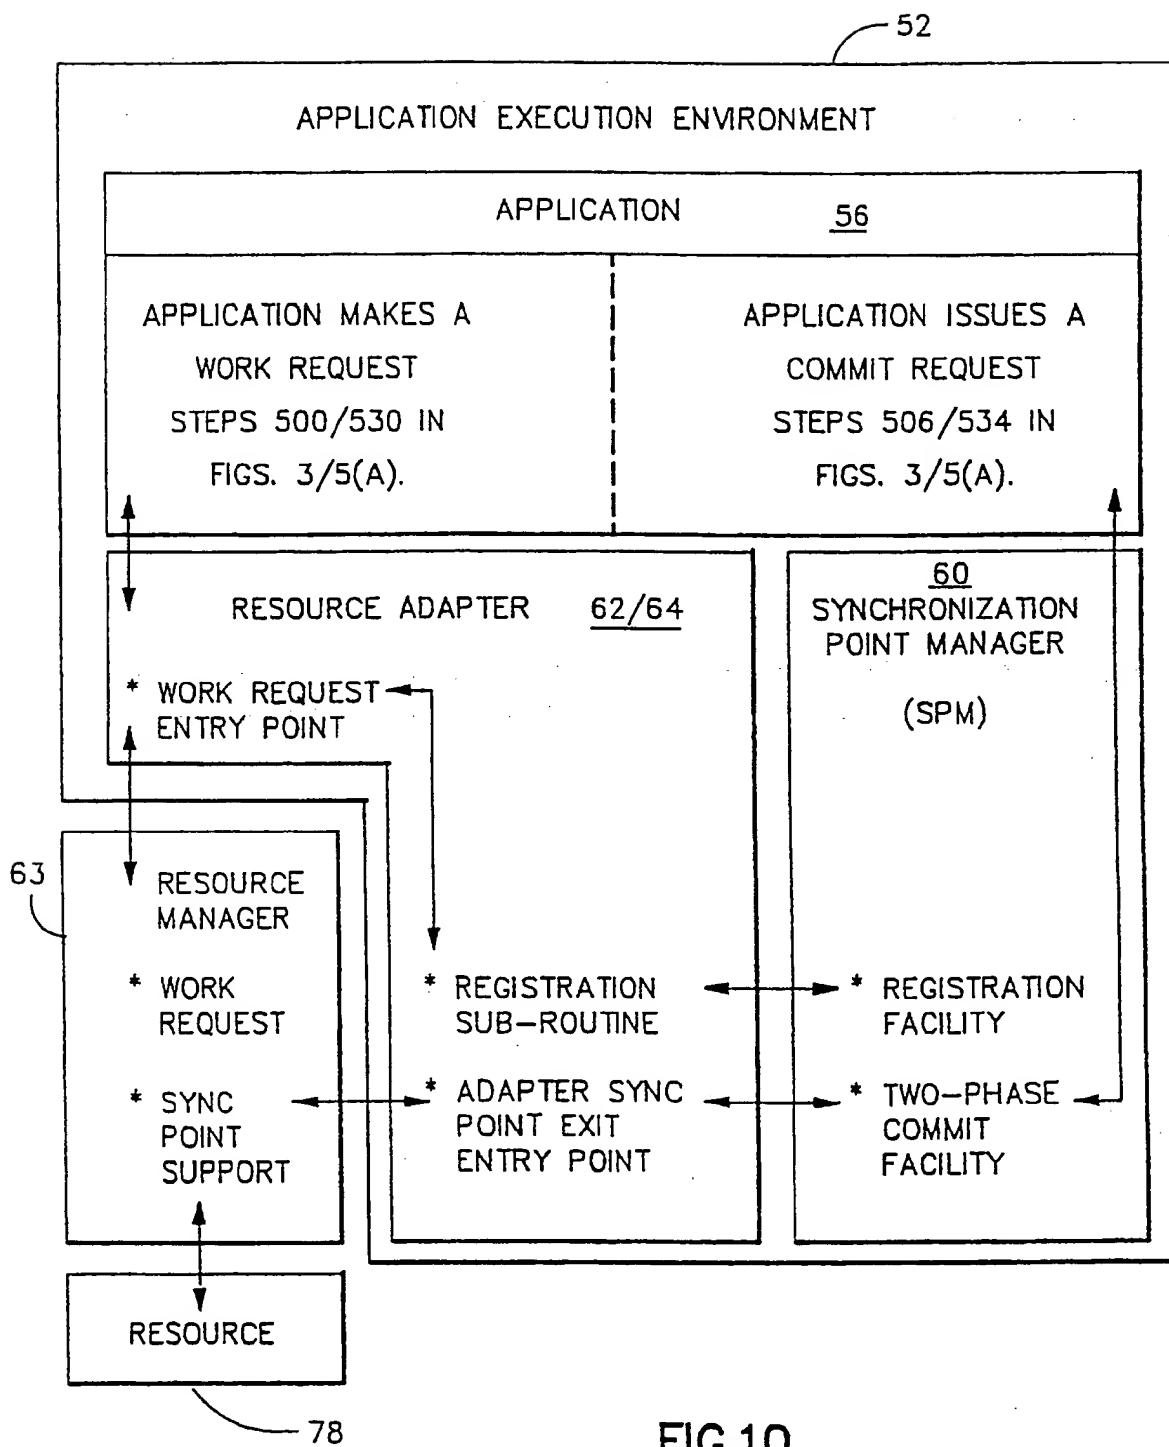 52
APPLICATION EXECUTION ENVIRONMENT
APPLICATION 56
APPLICATION MAKES A
WORK REQUEST
STEPS 500/530 IN
FIGS. 3/5(A).
APPLICATION ISSUES A
COMMIT REQUEST
STEPS 506/534 IN
FIGS. 3/5(A).
RESOURCE ADAPTER 62/64
* WORK REQUEST
ENTRY POINT
60
SYNCHRONIZATION
POINT MANAGER
(SPM)
63
RESOURCE
MANAGER
* WORK
REQUEST
* SYNC
POINT
SUPPORT
* REGISTRATION
SUB-ROUTINE
* ADAPTER SYNC
POINT EXIT
ENTRY POINT
* REGISTRATION
FACILITY
* TWO-PHASE
COMMIT
FACILITY
RESOURCE
78
FIG.10